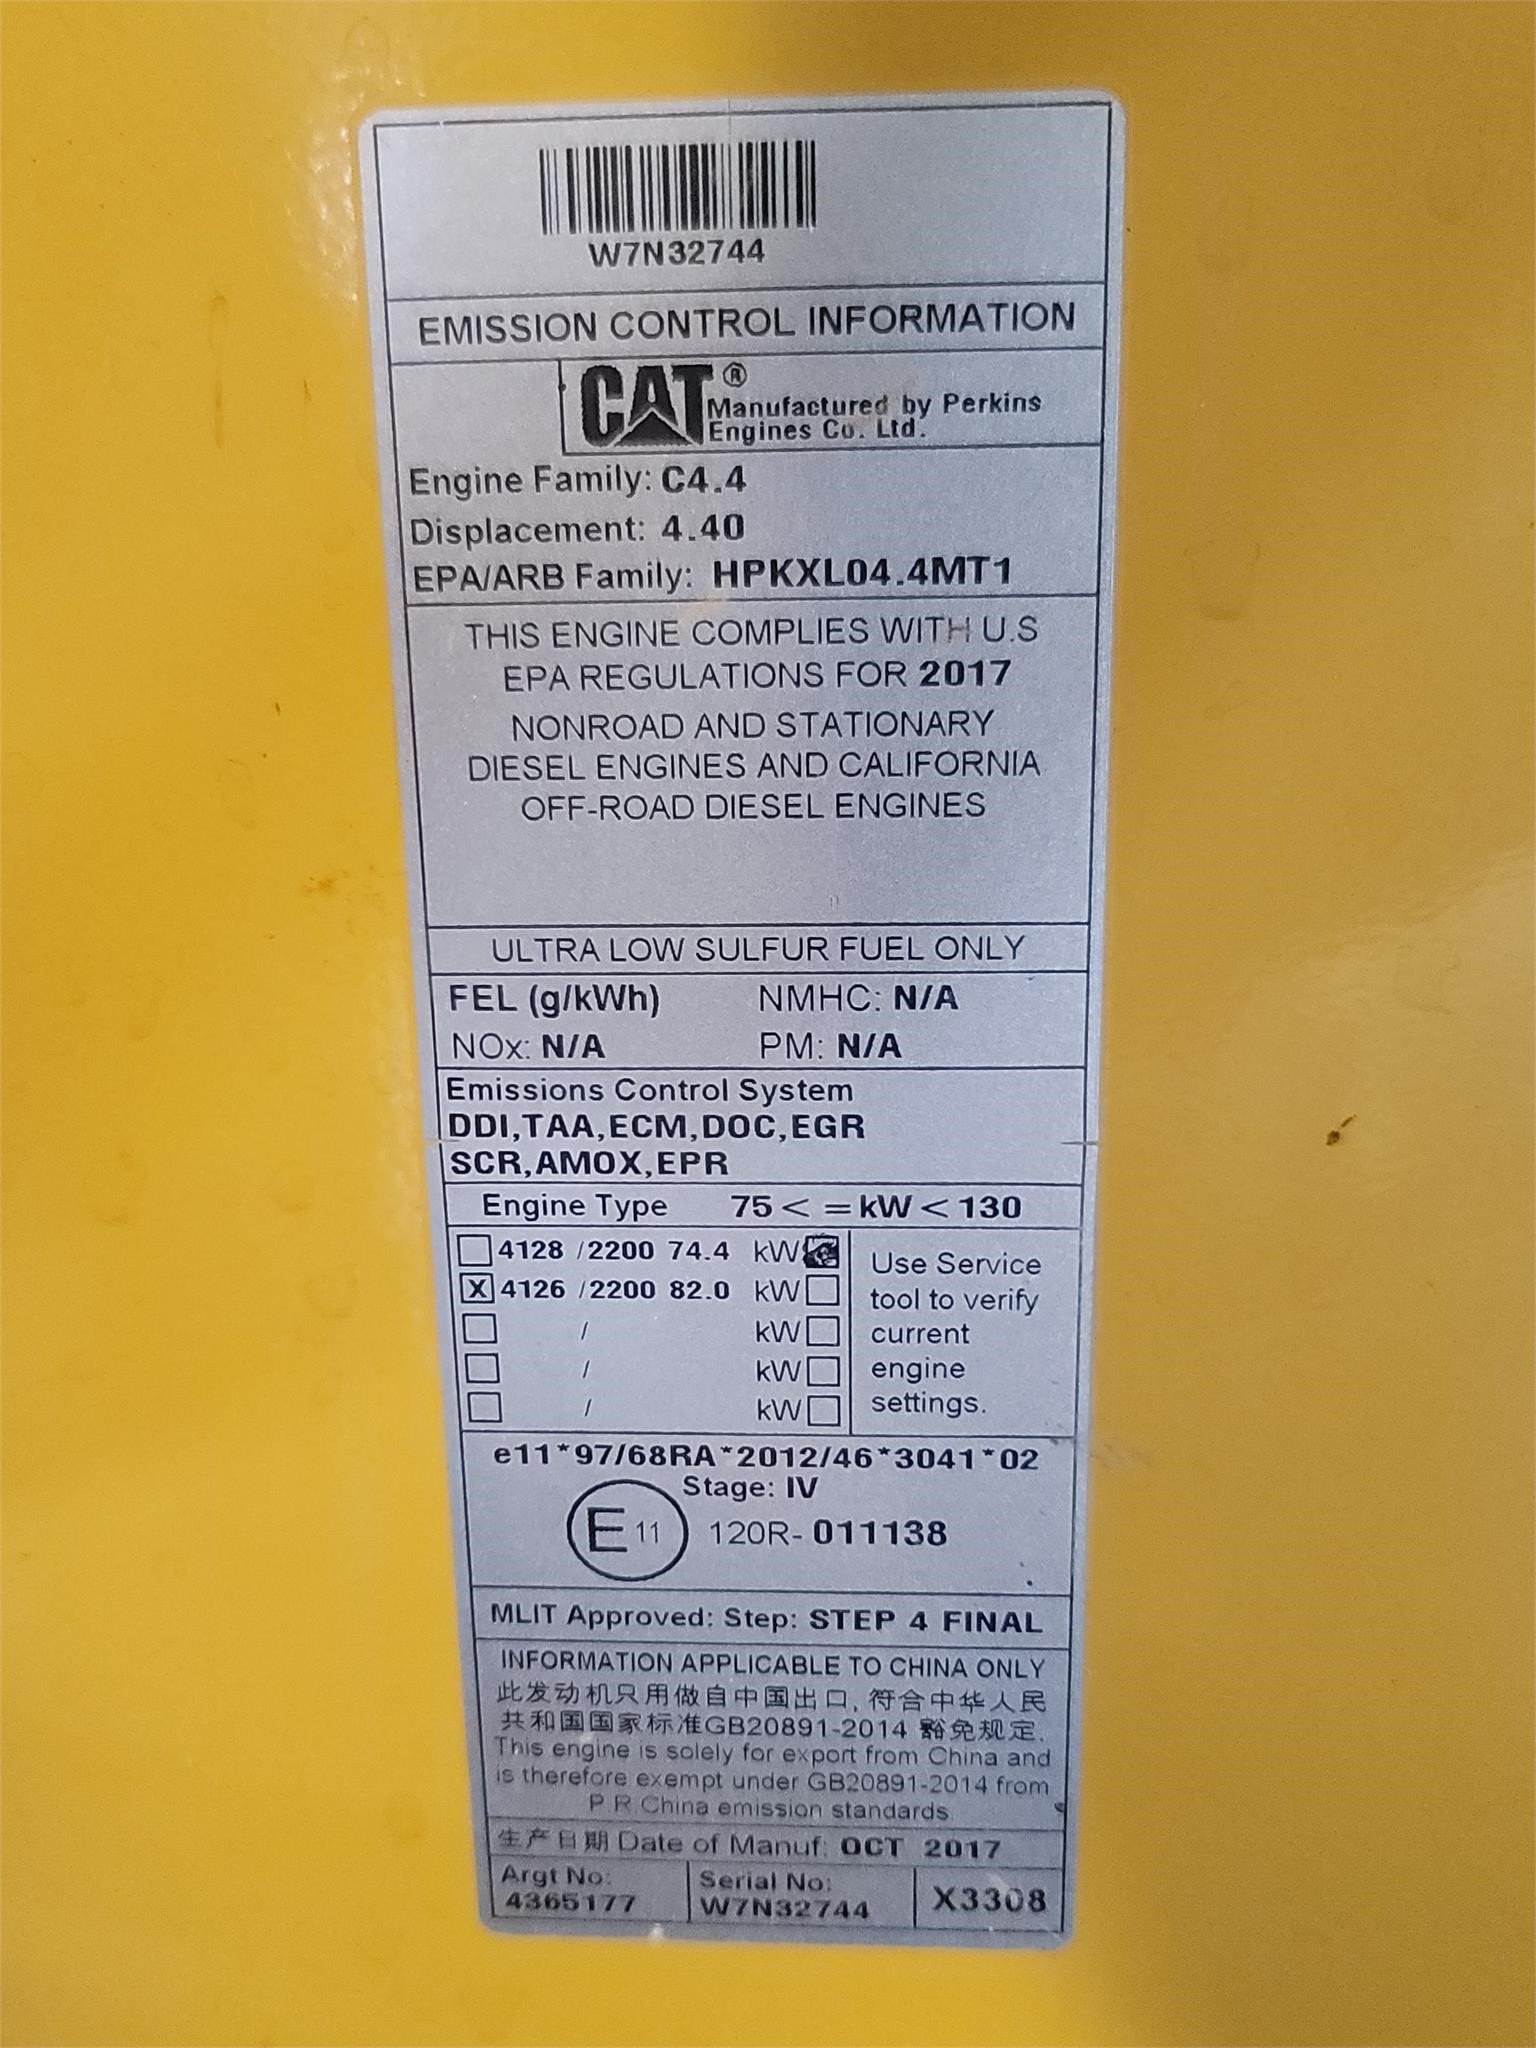 W7N32744
EMISSION CONTROL INFORMATION
CAT®
Manufactured by Perkins
Engines Co. Ltd.
Engine Family: C4.4
Displacement: 4.40
EPA/ARB Family: HPKXL04.4MT1
THIS ENGINE COMPLIES WITH U.S
EPA REGULATIONS FOR 2017
NONROAD AND STATIONARY
DIESEL ENGINES AND CALIFORNIA
OFF-ROAD DIESEL ENGINES
ULTRA LOW SULFUR FUEL ONLY
FEL (g/kWh) NMHC: N/A
NOx: N/A PM: N/A
Emissions Control System
DDI,TAA,ECM,DOC,EGR
SCR,AMOX,EPR
Engine Type 75 < = kW < 130
4128 /2200 74.4 kW
X 4126 /2200 82.0 kW
/ kW
/ kW
/ kW
Use Service
tool to verify
current
engine
settings.
e11*97/68RA*2012/46*3041*02
Stage: IV
E 11 120R- 011138
MLIT Approved: Step: STEP 4 FINAL
INFORMATION APPLICABLE TO CHINA ONLY
此发动机只用做自中国出口, 符合中华人民
共和国国家标准GB20891-2014 豁免规定.
This engine is solely for export from China and
is therefore exempt under GB20891-2014 from
P.R.China emission standards.
生产日期 Date of Manuf: OCT 2017
Argt No:
4365177
Serial No:
W7N32744
X3308